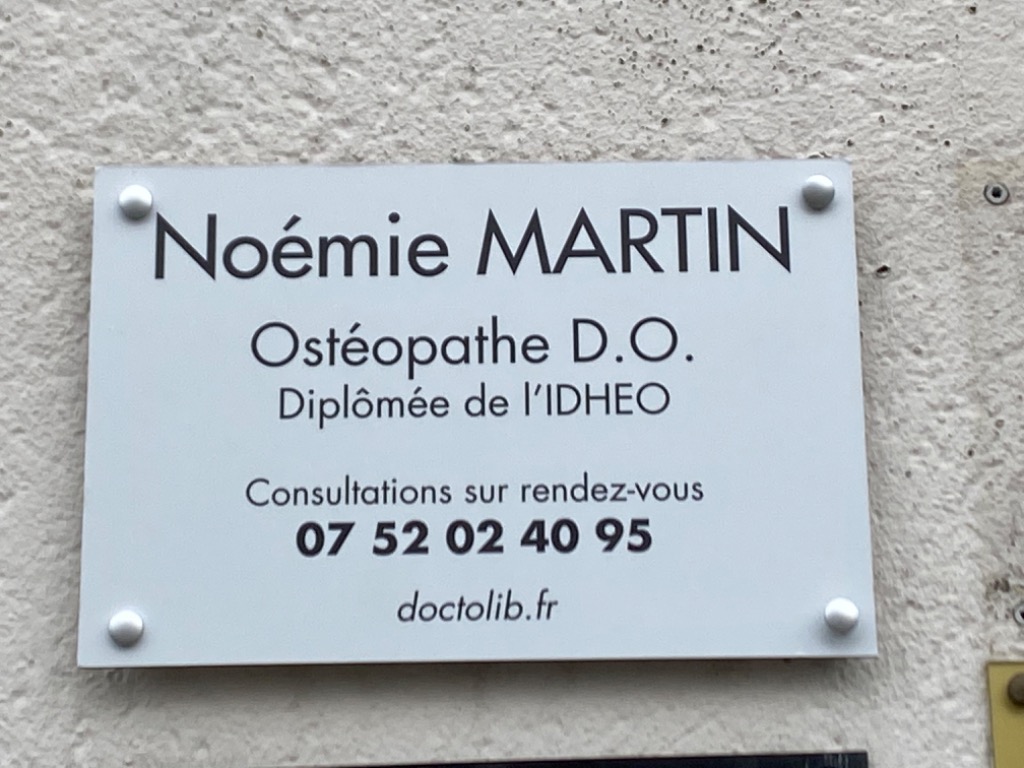 Noémie MARTIN
Ostéopathe D.O.
Diplômée de l'IDHEO
Consultations sur rendez-vous
07 52 02 40 95
doctolib.fr